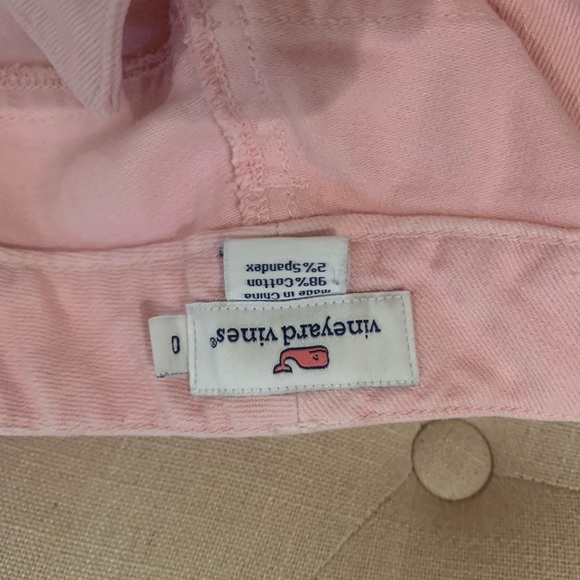 vineyard vines®
0
Made in China
98% Cotton
2% Spandex